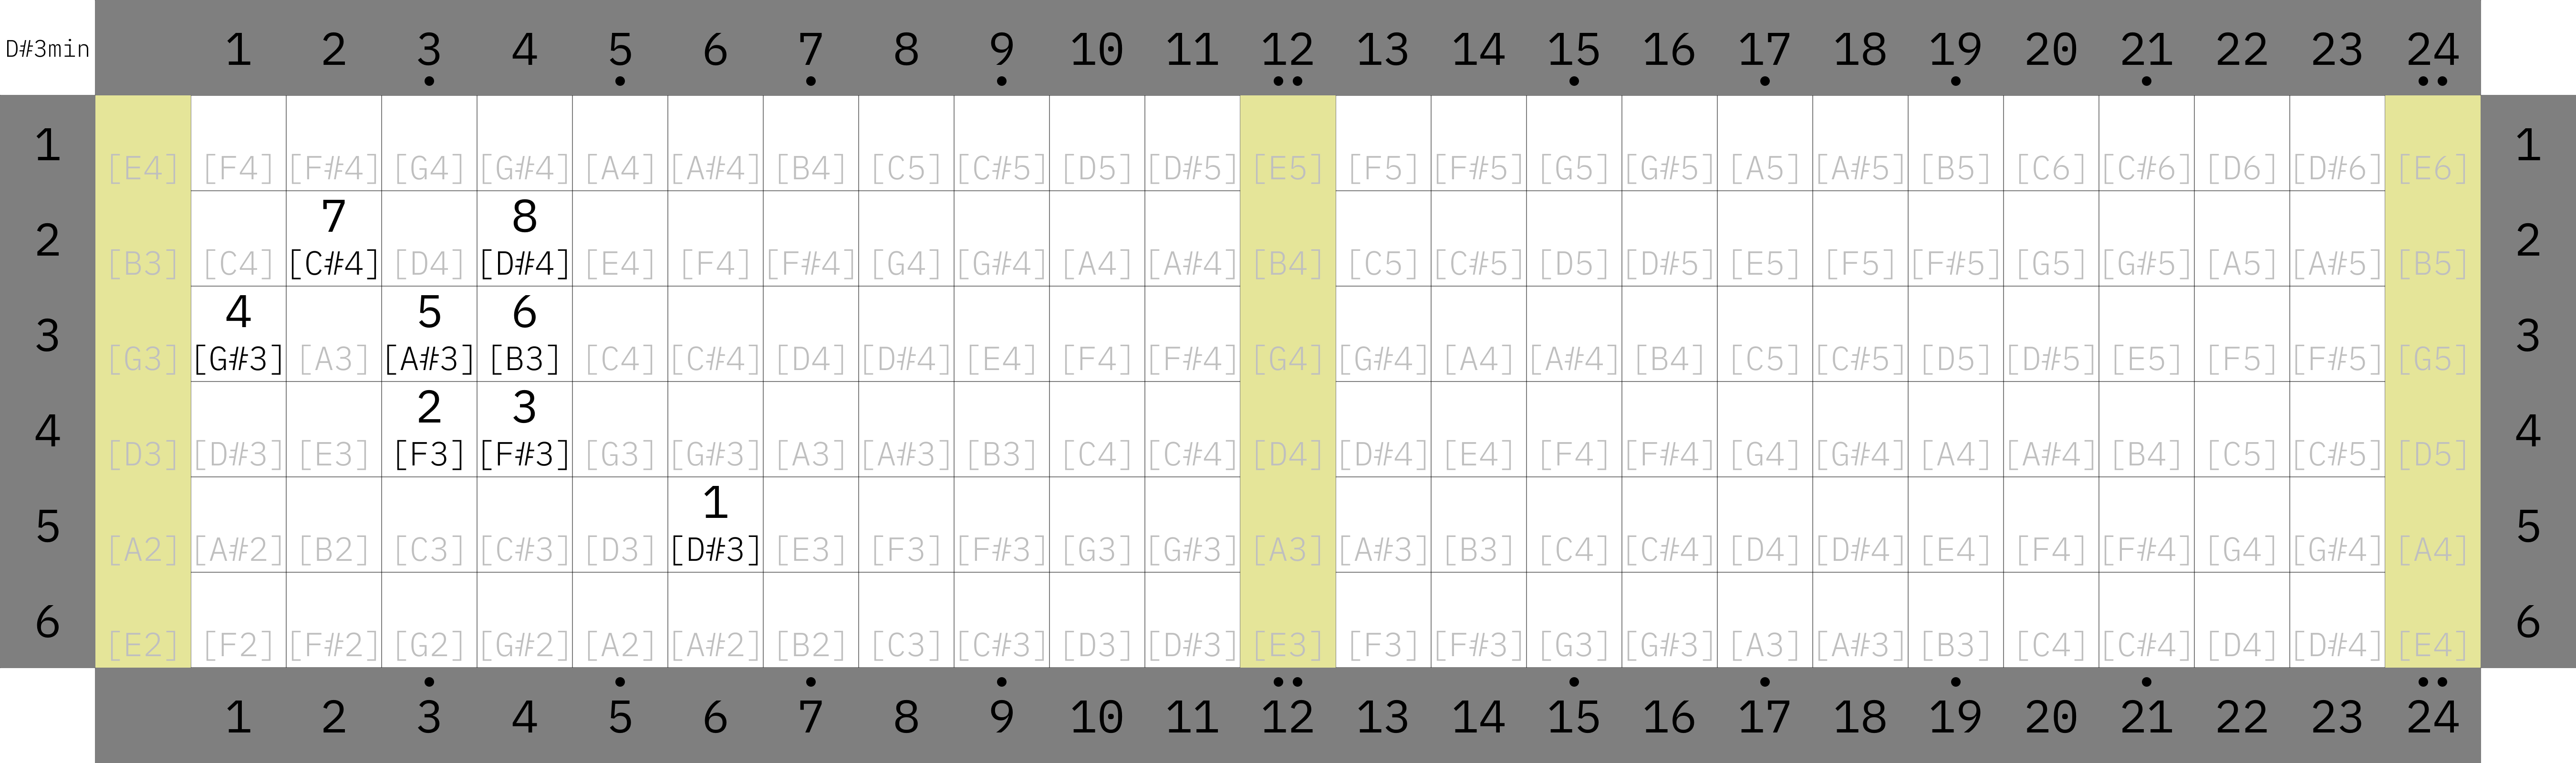 D#3min 1 2 3 4 5 6 7 8 9 10 11 12 13 14 15 16 17 18 19 20 21 22 23 24
1 [E4] [F4] [F#4] [G4] [G#4] [A4] [A#4] [B4] [C5] [C#5] [D5] [D#5] [E5] [F5] [F#5] [G5] [G#5] [A5] [A#5] [B5] [C6] [C#6] [D6] [D#6] [E6] 1
7 8
2 [B3] [C4] [C#4] [D4] [D#4] [E4] [F4] [F#4] [G4] [G#4] [A4] [A#4] [B4] [C5] [C#5] [D5] [D#5] [E5] [F5] [F#5] [G5] [G#5] [A5] [A#5] [B5] 2
4 5 6
3 [G3] [G#3] [A3] [A#3] [B3] [C4] [C#4] [D4] [D#4] [E4] [F4] [F#4] [G4] [G#4] [A4] [A#4] [B4] [C5] [C#5] [D5] [D#5] [E5] [F5] [F#5] [G5] 3
2 3
4 [D3] [D#3] [E3] [F3] [F#3] [G3] [G#3] [A3] [A#3] [B3] [C4] [C#4] [D4] [D#4] [E4] [F4] [F#4] [G4] [G#4] [A4] [A#4] [B4] [C5] [C#5] [D5] 4
1
5 [A2] [A#2] [B2] [C3] [C#3] [D3] [D#3] [E3] [F3] [F#3] [G3] [G#3] [A3] [A#3] [B3] [C4] [C#4] [D4] [D#4] [E4] [F4] [F#4] [G4] [G#4] [A4] 5
6 [E2] [F2] [F#2] [G2] [G#2] [A2] [A#2] [B2] [C3] [C#3] [D3] [D#3] [E3] [F3] [F#3] [G3] [G#3] [A3] [A#3] [B3] [C4] [C#4] [D4] [D#4] [E4] 6
1 2 3 4 5 6 7 8 9 10 11 12 13 14 15 16 17 18 19 20 21 22 23 24